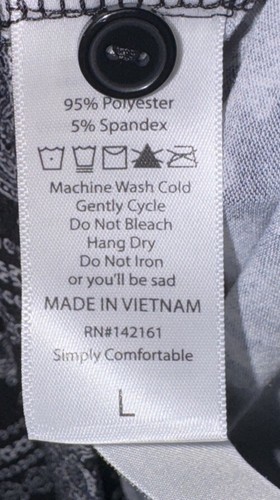 95% Polyester
5% Spandex
Machine Wash Cold
Gently Cycle
Do Not Bleach
Hang Dry
Do Not Iron
or you'll be sad
MADE IN VIETNAM
RN#142161
Simply Comfortable
L